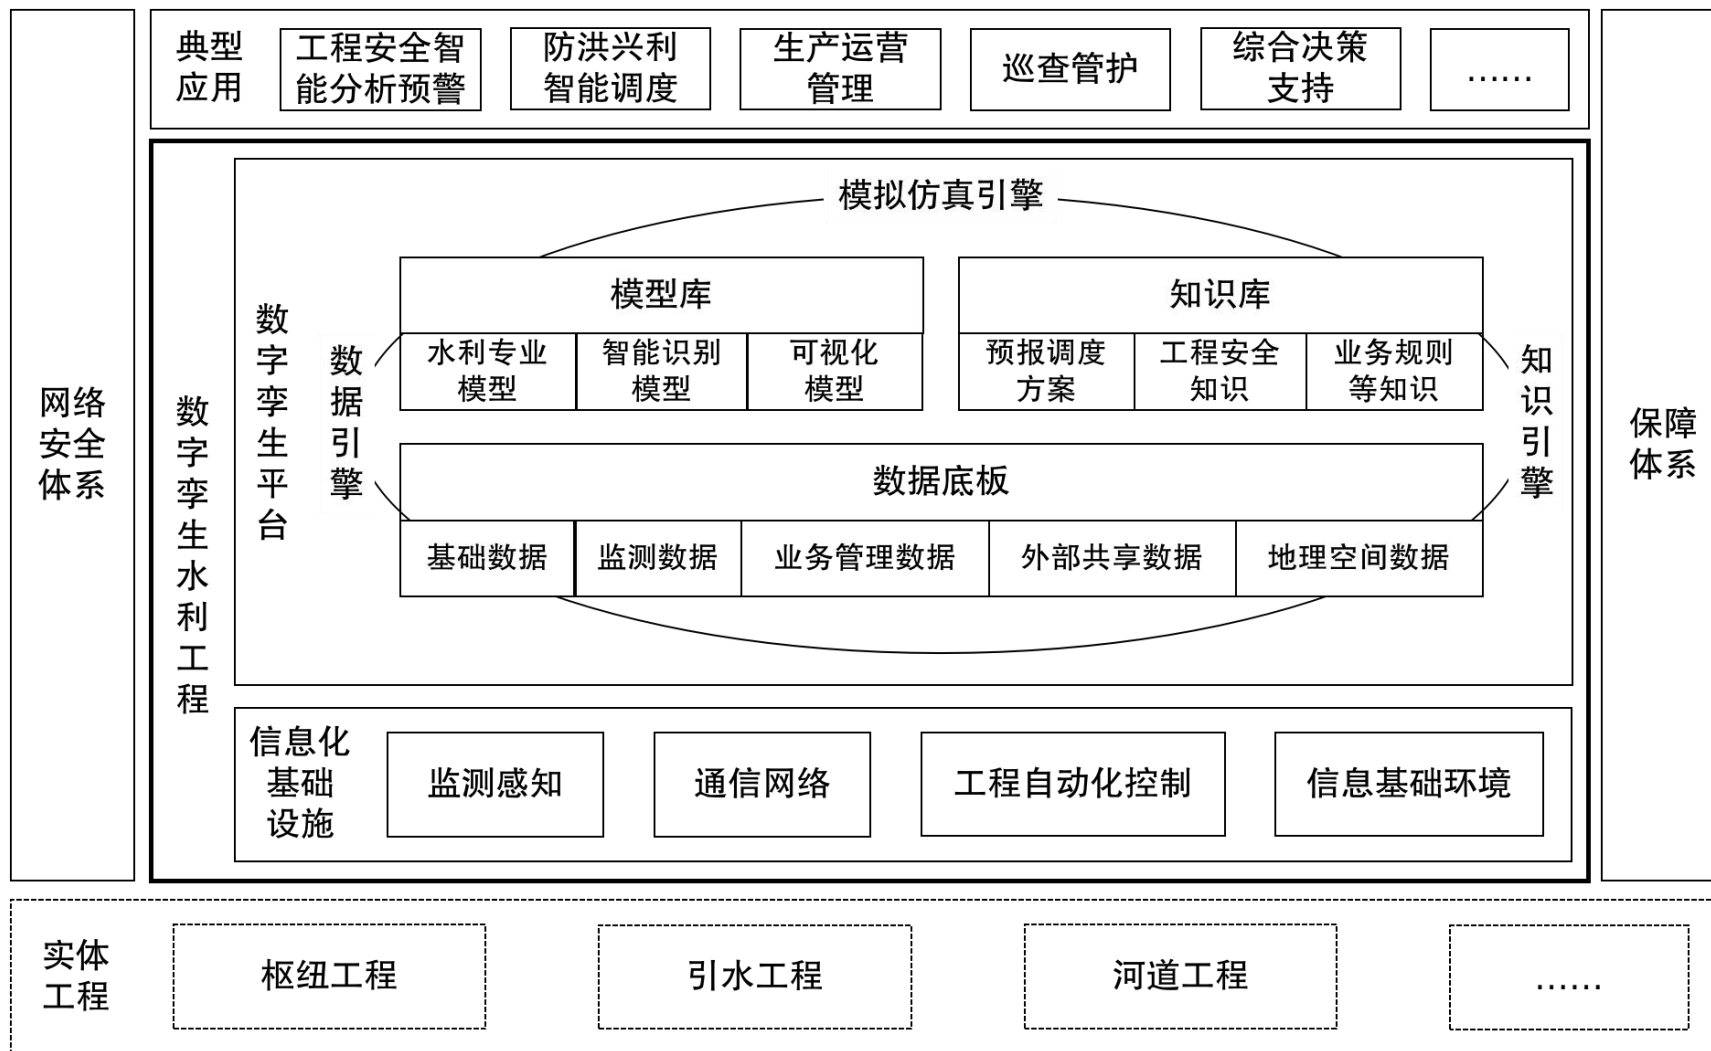 典型
应用
工程安全智
能分析预警
防洪兴利
智能调度
生产运营
管理
巡查管护
综合决策
支持
……
网络
安全
体系
数字孪生水利工程
数字孪生平台
模拟仿真引擎
数据引擎
知识引擎
模型库
水利专业
模型
智能识别
模型
可视化
模型
知识库
预报调度
方案
工程安全
知识
业务规则
等知识
数据底板
基础数据
监测数据
业务管理数据
外部共享数据
地理空间数据
信息化
基础
设施
监测感知
通信网络
工程自动化控制
信息基础环境
保障
体系
实体
工程
枢纽工程
引水工程
河道工程
……